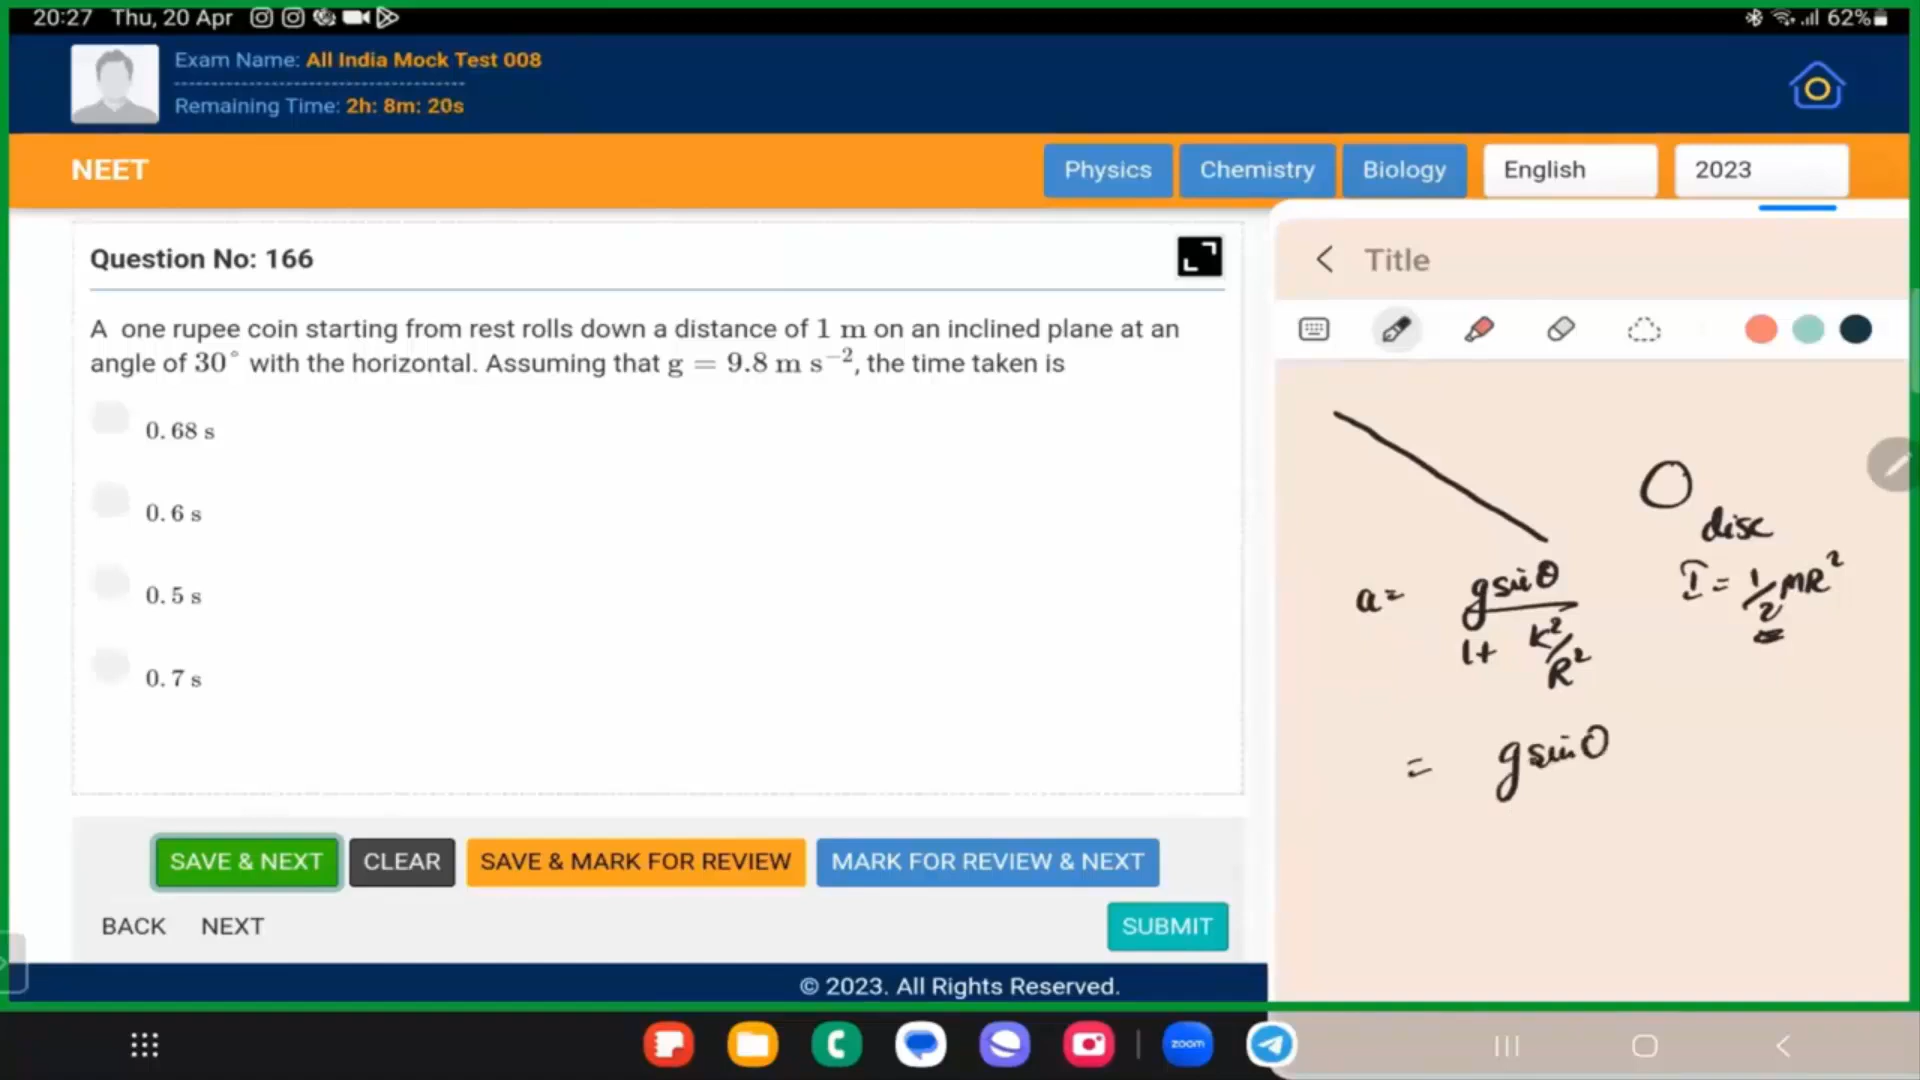 20:27 Thu, 20 Apr 62%
Exam Name: All India Mock Test 008
Remaining Time: 2h: 8m: 20s
NEET Physics Chemistry Biology English 2023
Question No: 166
A one rupee coin starting from rest rolls down a distance of 1 m on an inclined plane at an
angle of 30° with the horizontal. Assuming that g = 9.8 m s⁻², the time taken is
0.68 s
0.6 s
0.5 s
0.7 s
SAVE & NEXT CLEAR SAVE & MARK FOR REVIEW MARK FOR REVIEW & NEXT
BACK NEXT SUBMIT
© 2023. All Rights Reserved.
Title
disc
I = 1/2 MR²
a = g sin θ
1+ K²/R²
= g sin θ
zoom